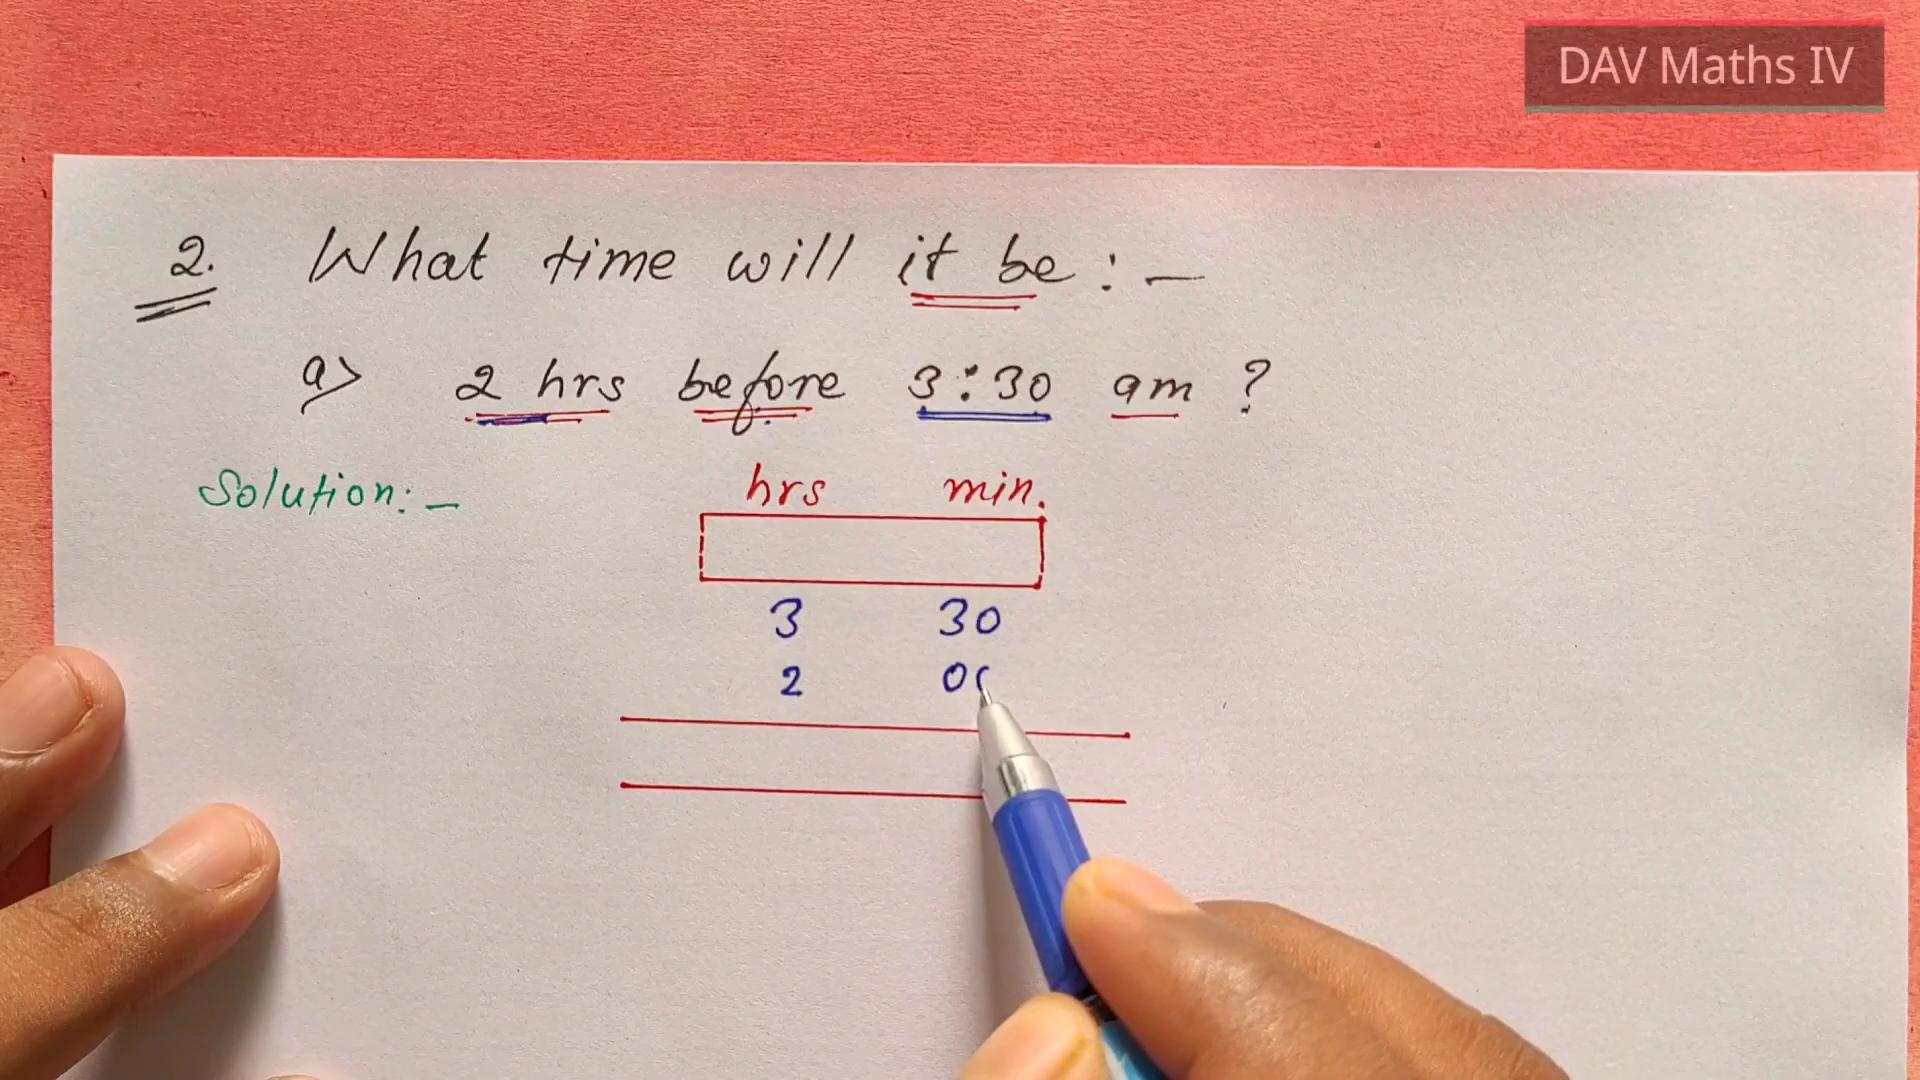 DAV Maths IV
2. What time will it be : -
a> 2 hrs before 3:30 am ?
Solution: - hrs min.
3 30
2 00